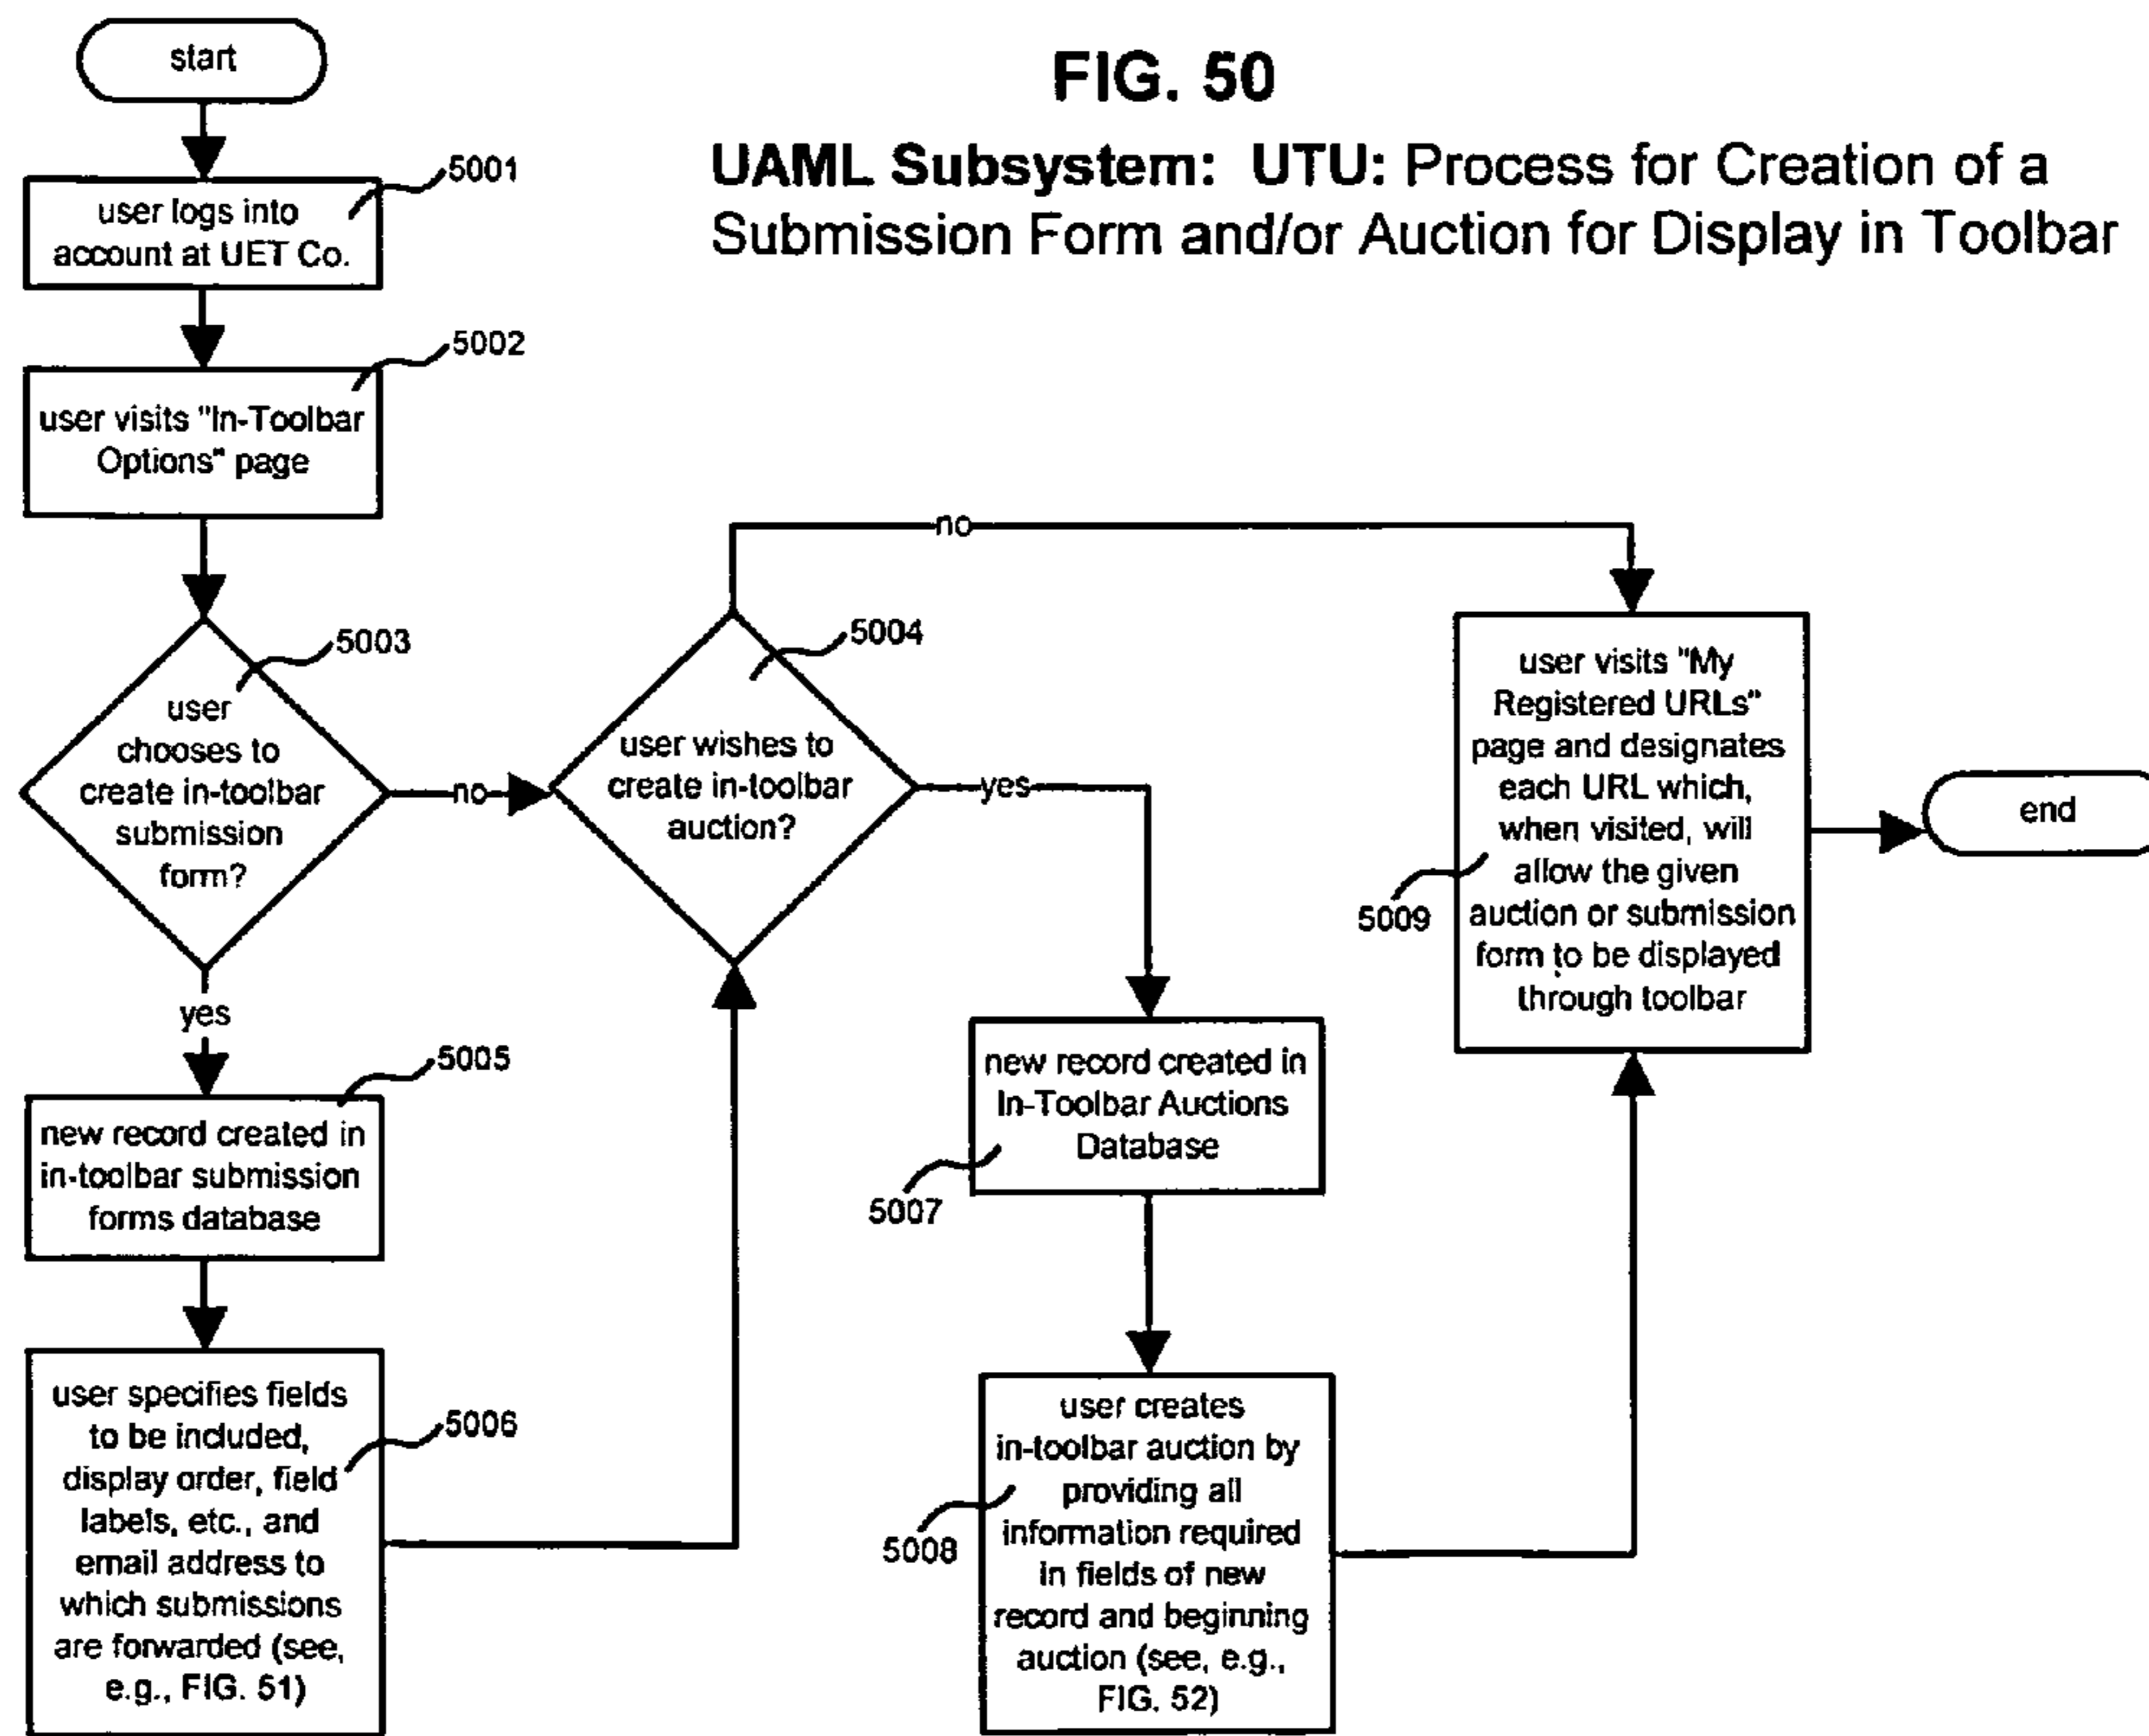 start
FIG. 50
UAML Subsystem: UTU: Process for Creation of a
Submission Form and/or Auction for Display in Toolbar
5001
user logs into
account at UET Co.
5002
user visits "In-Toolbar
Options" page
5003
user
chooses to
create in-toolbar
submission
form?
no
yes
5004
user wishes to
create in-toolbar
auction?
no
yes
5005
new record created in
in-toolbar submission
forms database
5006
user specifies fields
to be included,
display order, field
labels, etc., and
email address to
which submissions
are forwarded (see,
e.g., FIG. 51)
new record created in
In-Toolbar Auctions
Database
5007
user creates
in-toolbar auction by
providing all
information required
in fields of new
record and beginning
auction (see, e.g.,
FIG. 52)
5008
user visits "My
Registered URLs"
page and designates
each URL which,
when visited, will
allow the given
auction or submission
form to be displayed
through toolbar
5009
end